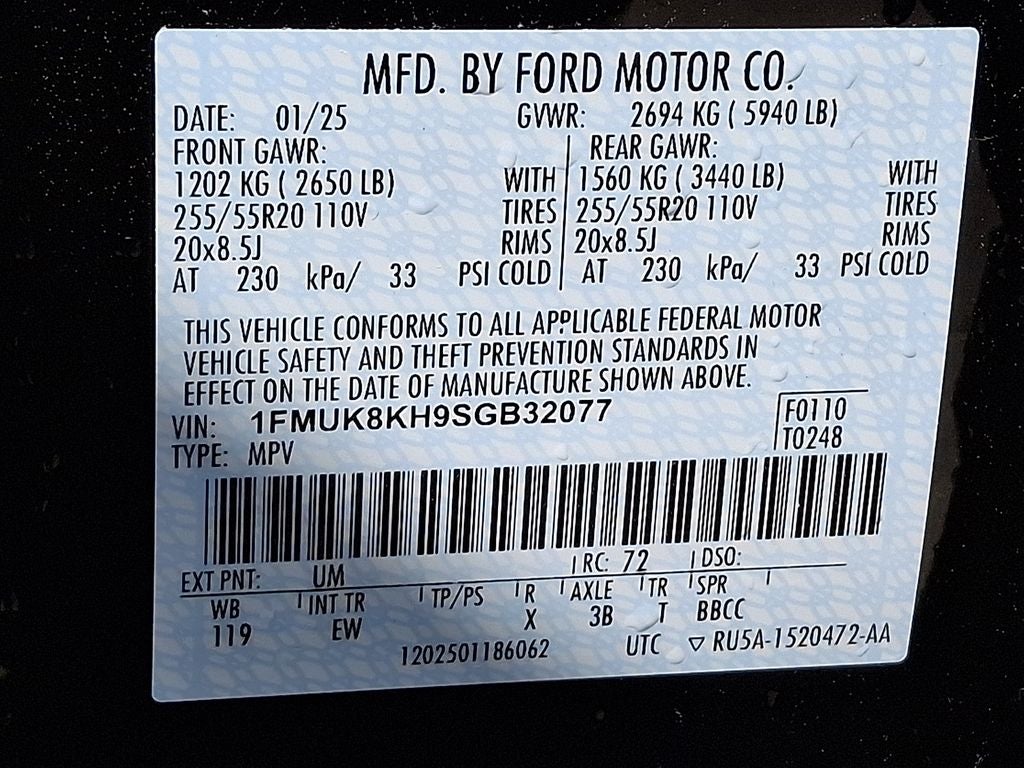 MFD. BY FORD MOTOR CO.
DATE: 01/25 GVWR: 2694 KG ( 5940 LB)
FRONT GAWR: REAR GAWR:
1202 KG ( 2650 LB) WITH 1560 KG ( 3440 LB) WITH
255/55R20 110V TIRES 255/55R20 110V TIRES
20x8.5J RIMS 20x8.5J RIMS
AT 230 kPa/ 33 PSI COLD AT 230 kPa/ 33 PSI COLD
THIS VEHICLE CONFORMS TO ALL APPLICABLE FEDERAL MOTOR
VEHICLE SAFETY AND THEFT PREVENTION STANDARDS IN
EFFECT ON THE DATE OF MANUFACTURE SHOWN ABOVE.
VIN: 1FMUK8KH9SGB32077 F0110
TYPE: MPV T0248
EXT PNT: UM RC: 72 DSO:
WB INT TR TP/PS R AXLE TR SPR
119 EW X 3B T BBCC
1202501186062 UTC ▽ RU5A-1520472-AA